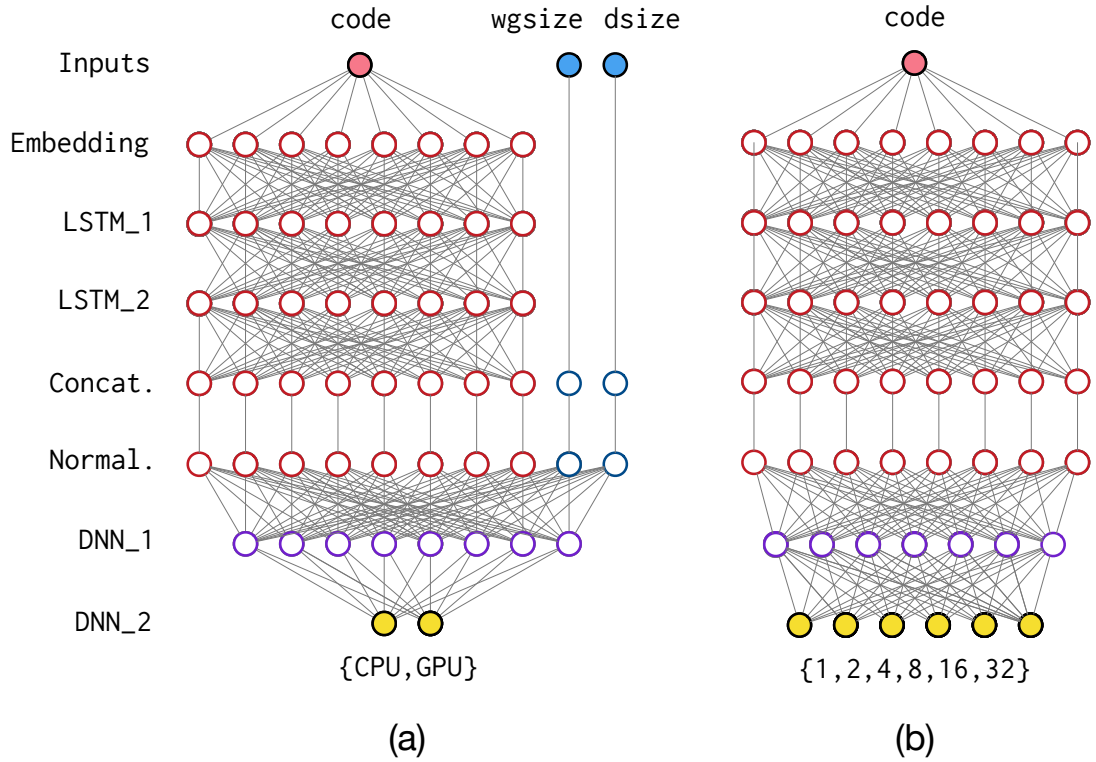 code wgsize dsize code
Inputs
Embedding
LSTM_1
LSTM_2
Concat.
Normal.
DNN_1
DNN_2
{CPU,GPU} {1,2,4,8,16,32}
(a) (b)